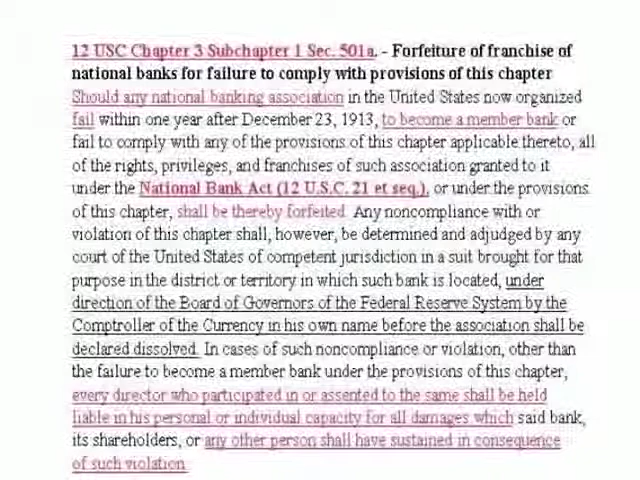 12 USC Chapter 3 Subchapter 1 Sec. 501a. - Forfeiture of franchise of
national banks for failure to comply with provisions of this chapter
Should any national banking association in the United States now organized
fail within one year after December 23, 1913, to become a member bank or
fail to comply with any of the provisions of this chapter applicable thereto, all
of the rights, privileges, and franchises of such association granted to it
under the National Bank Act (12 U.S.C. 21 et seq.), or under the provisions
of this chapter, shall be thereby forfeited. Any noncompliance with or
violation of this chapter shall, however, be determined and adjudged by any
court of the United States of competent jurisdiction in a suit brought for that
purpose in the district or territory in which such bank is located, under
direction of the Board of Governors of the Federal Reserve System by the
Comptroller of the Currency in his own name before the association shall be
declared dissolved. In cases of such noncompliance or violation, other than
the failure to become a member bank under the provisions of this chapter,
every director who participated in or assented to the same shall be held
liable in his personal or individual capacity for all damages which said bank,
its shareholders, or any other person shall have sustained in consequence
of such violation